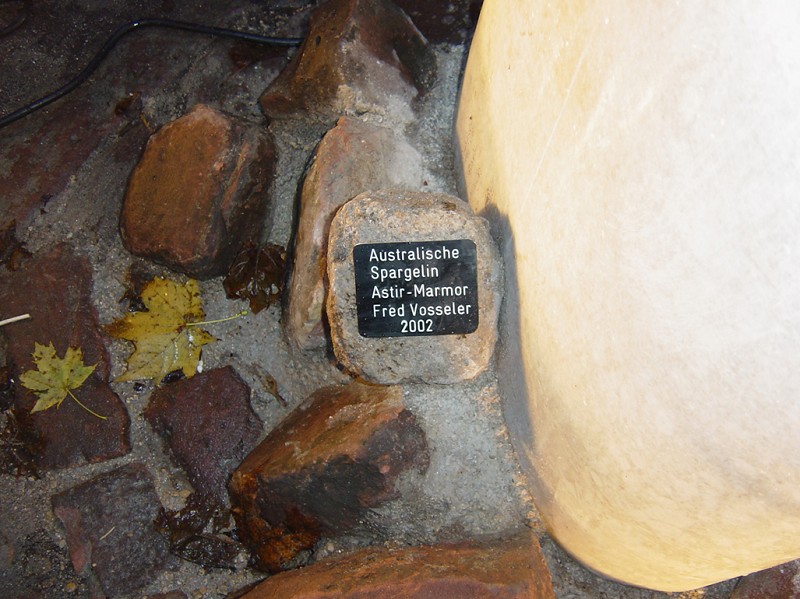 Australische
Spargelin
Astir-Marmor
Fred Vosseler
2002